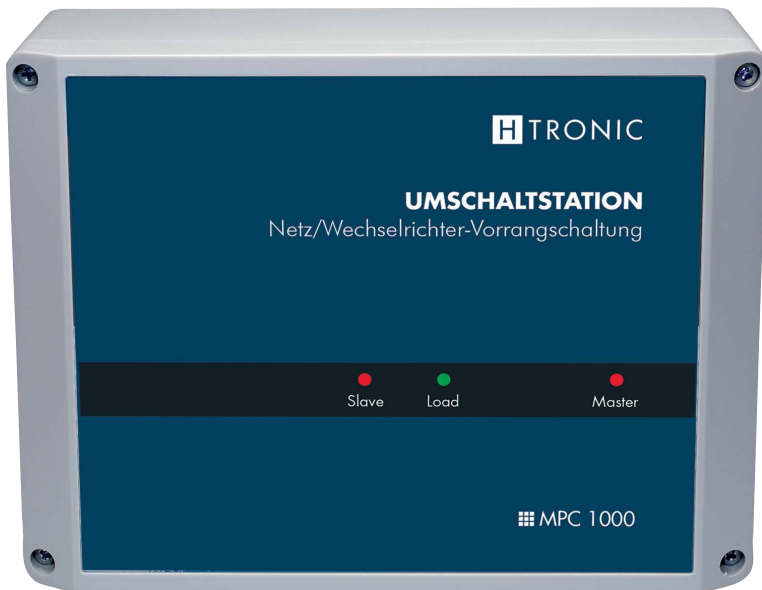 H TRONIC
UMSCHALTSTATION
Netz/Wechselrichter-Vorrangschaltung
Slave Load Master
MPC 1000